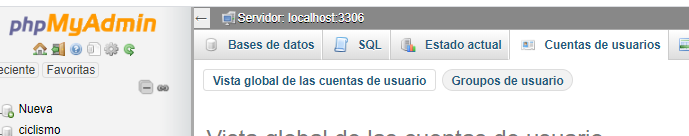 phpMyAdmin
eciente Favoritas
Nueva
ciclismo
Servidor: localhost:3306
Bases de datos SQL Estado actual Cuentas de usuarios
Vista global de las cuentas de usuario Groupos de usuario
Vista global de las cuentas de usuario